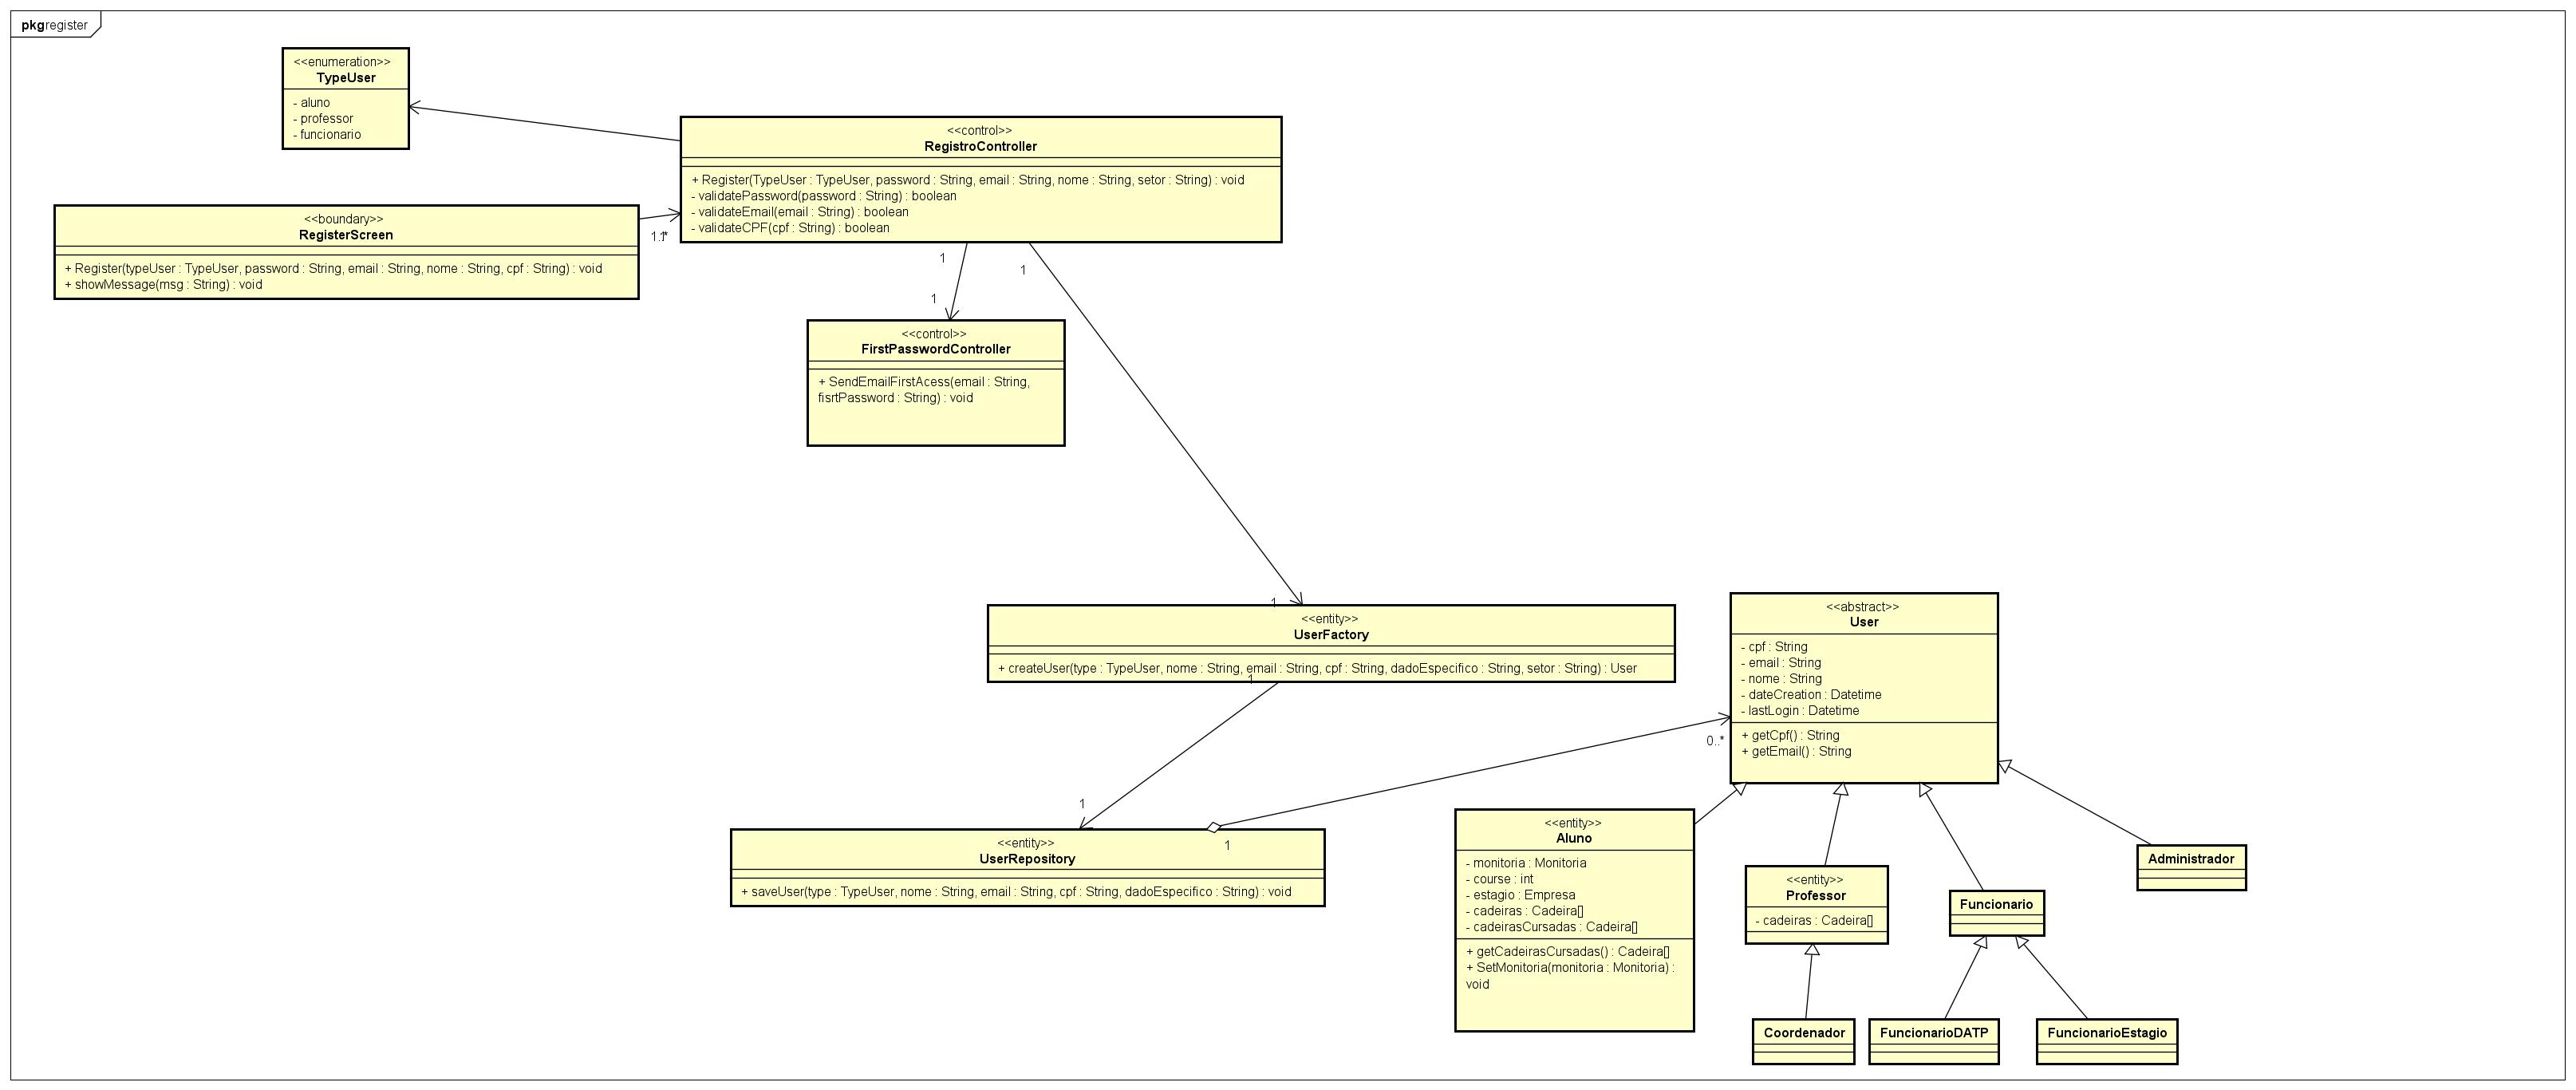 pkg register
<<enumeration>>
TypeUser
- aluno
- professor
- funcionario
<<control>>
RegistroController
+ Register(TypeUser : TypeUser, password : String, email : String, nome : String, setor : String) : void
- validatePassword(password : String) : boolean
- validateEmail(email : String) : boolean
- validateCPF(cpf : String) : boolean
<<boundary>>
RegisterScreen
+ Register(typeUser : TypeUser, password : String, email : String, nome : String, cpf : String) : void
+ showMessage(msg : String) : void
1
1
1
1
<<control>>
FirstPasswordController
+ SendEmailFirstAcess(email : String,
fisrtPassword : String) : void
<<entity>>
UserFactory
+ createUser(type : TypeUser, nome : String, email : String, cpf : String, dadoEspecifico : String, setor : String) : User
1
1
<<abstract>>
User
- cpf : String
- email : String
- nome : String
- dateCreation : Datetime
- lastLogin : Datetime
+ getCpf() : String
+ getEmail() : String
0..*
1
<<entity>>
UserRepository
+ saveUser(type : TypeUser, nome : String, email : String, cpf : String, dadoEspecifico : String) : void
<<entity>>
Aluno
- monitoria : Monitoria
- course : int
- estagio : Empresa
- cadeiras : Cadeira[]
- cadeirasCursadas : Cadeira[]
+ getCadeirasCursadas() : Cadeira[]
+ SetMonitoria(monitoria : Monitoria) :
void
<<entity>>
Professor
- cadeiras : Cadeira[]
Funcionario
Administrador
Coordenador
FuncionarioDATP
FuncionarioEstagio